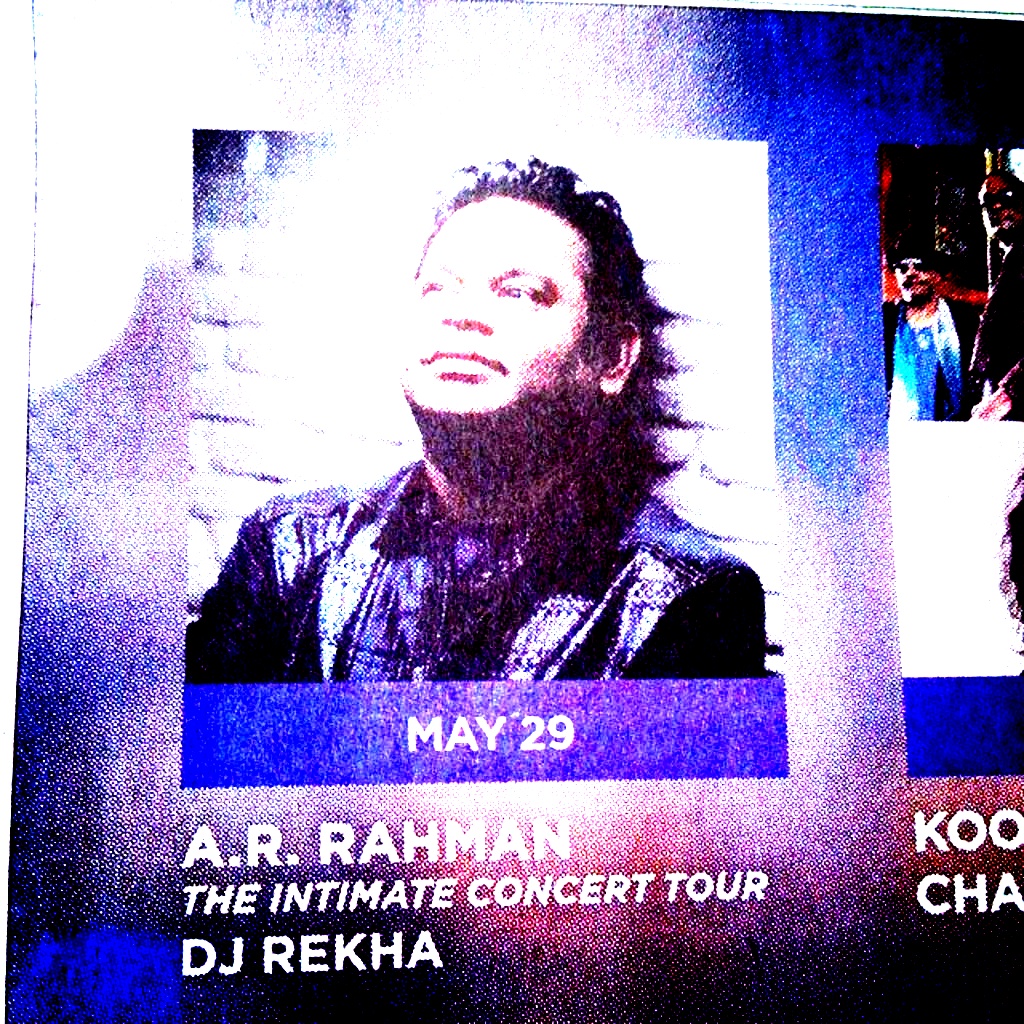 MAY 29
A.R. RAHMAN
THE INTIMATE CONCERT TOUR
DJ REKHA
KOO
CHA